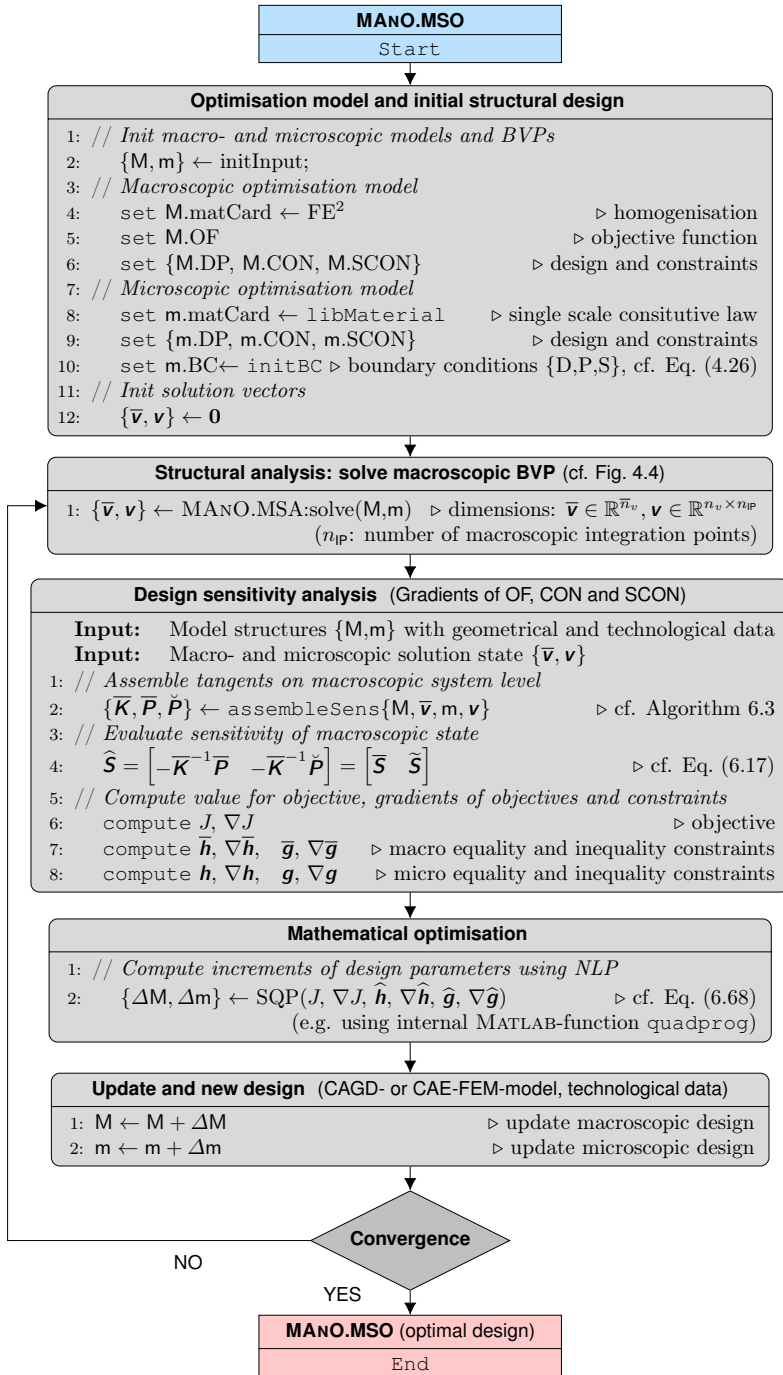 MANO.MSO
Start
Optimisation model and initial structural design
1: // Init macro- and microscopic models and BVPs
2: {M, m} ← initInput;
3: // Macroscopic optimisation model
4: set M.matCard ← FE² ▷ homogenisation
5: set M.OF ▷ objective function
6: set {M.DP, M.CON, M.SCON} ▷ design and constraints
7: // Microscopic optimisation model
8: set m.matCard ← libMaterial ▷ single scale consitutive law
9: set {m.DP, m.CON, m.SCON} ▷ design and constraints
10: set m.BC← initBC ▷ boundary conditions {D,P,S}, cf. Eq. (4.26)
11: // Init solution vectors
12: {v̅, v} ← 0
Structural analysis: solve macroscopic BVP (cf. Fig. 4.4)
1: {v̅, v} ← MANO.MSA:solve(M,m) ▷ dimensions: v̅ ∈ ℝ^{n̅_v}, v ∈ ℝ^{n_v×n_IP}
(n_IP: number of macroscopic integration points)
Design sensitivity analysis (Gradients of OF, CON and SCON)
Input: Model structures {M,m} with geometrical and technological data
Input: Macro- and microscopic solution state {v̅, v}
1: // Assemble tangents on macroscopic system level
2: {K̅, P̅, P̆} ← assembleSens{M, v̅, m, v} ▷ cf. Algorithm 6.3
3: // Evaluate sensitivity of macroscopic state
4: Ŝ = [−K̅⁻¹P̅ −K̅⁻¹P̆] = [S̅ S̃] ▷ cf. Eq. (6.17)
5: // Compute value for objective, gradients of objectives and constraints
6: compute J, ∇J ▷ objective
7: compute h̅, ∇h̅, g̅, ∇g̅ ▷ macro equality and inequality constraints
8: compute h, ∇h, g, ∇g ▷ micro equality and inequality constraints
Mathematical optimisation
1: // Compute increments of design parameters using NLP
2: {ΔM, Δm} ← SQP(J, ∇J, ĥ, ∇ĥ, ĝ, ∇ĝ) ▷ cf. Eq. (6.68)
(e.g. using internal MATLAB-function quadprog)
Update and new design (CAGD- or CAE-FEM-model, technological data)
1: M ← M + ΔM ▷ update macroscopic design
2: m ← m + Δm ▷ update microscopic design
Convergence
NO
YES
MANO.MSO (optimal design)
End